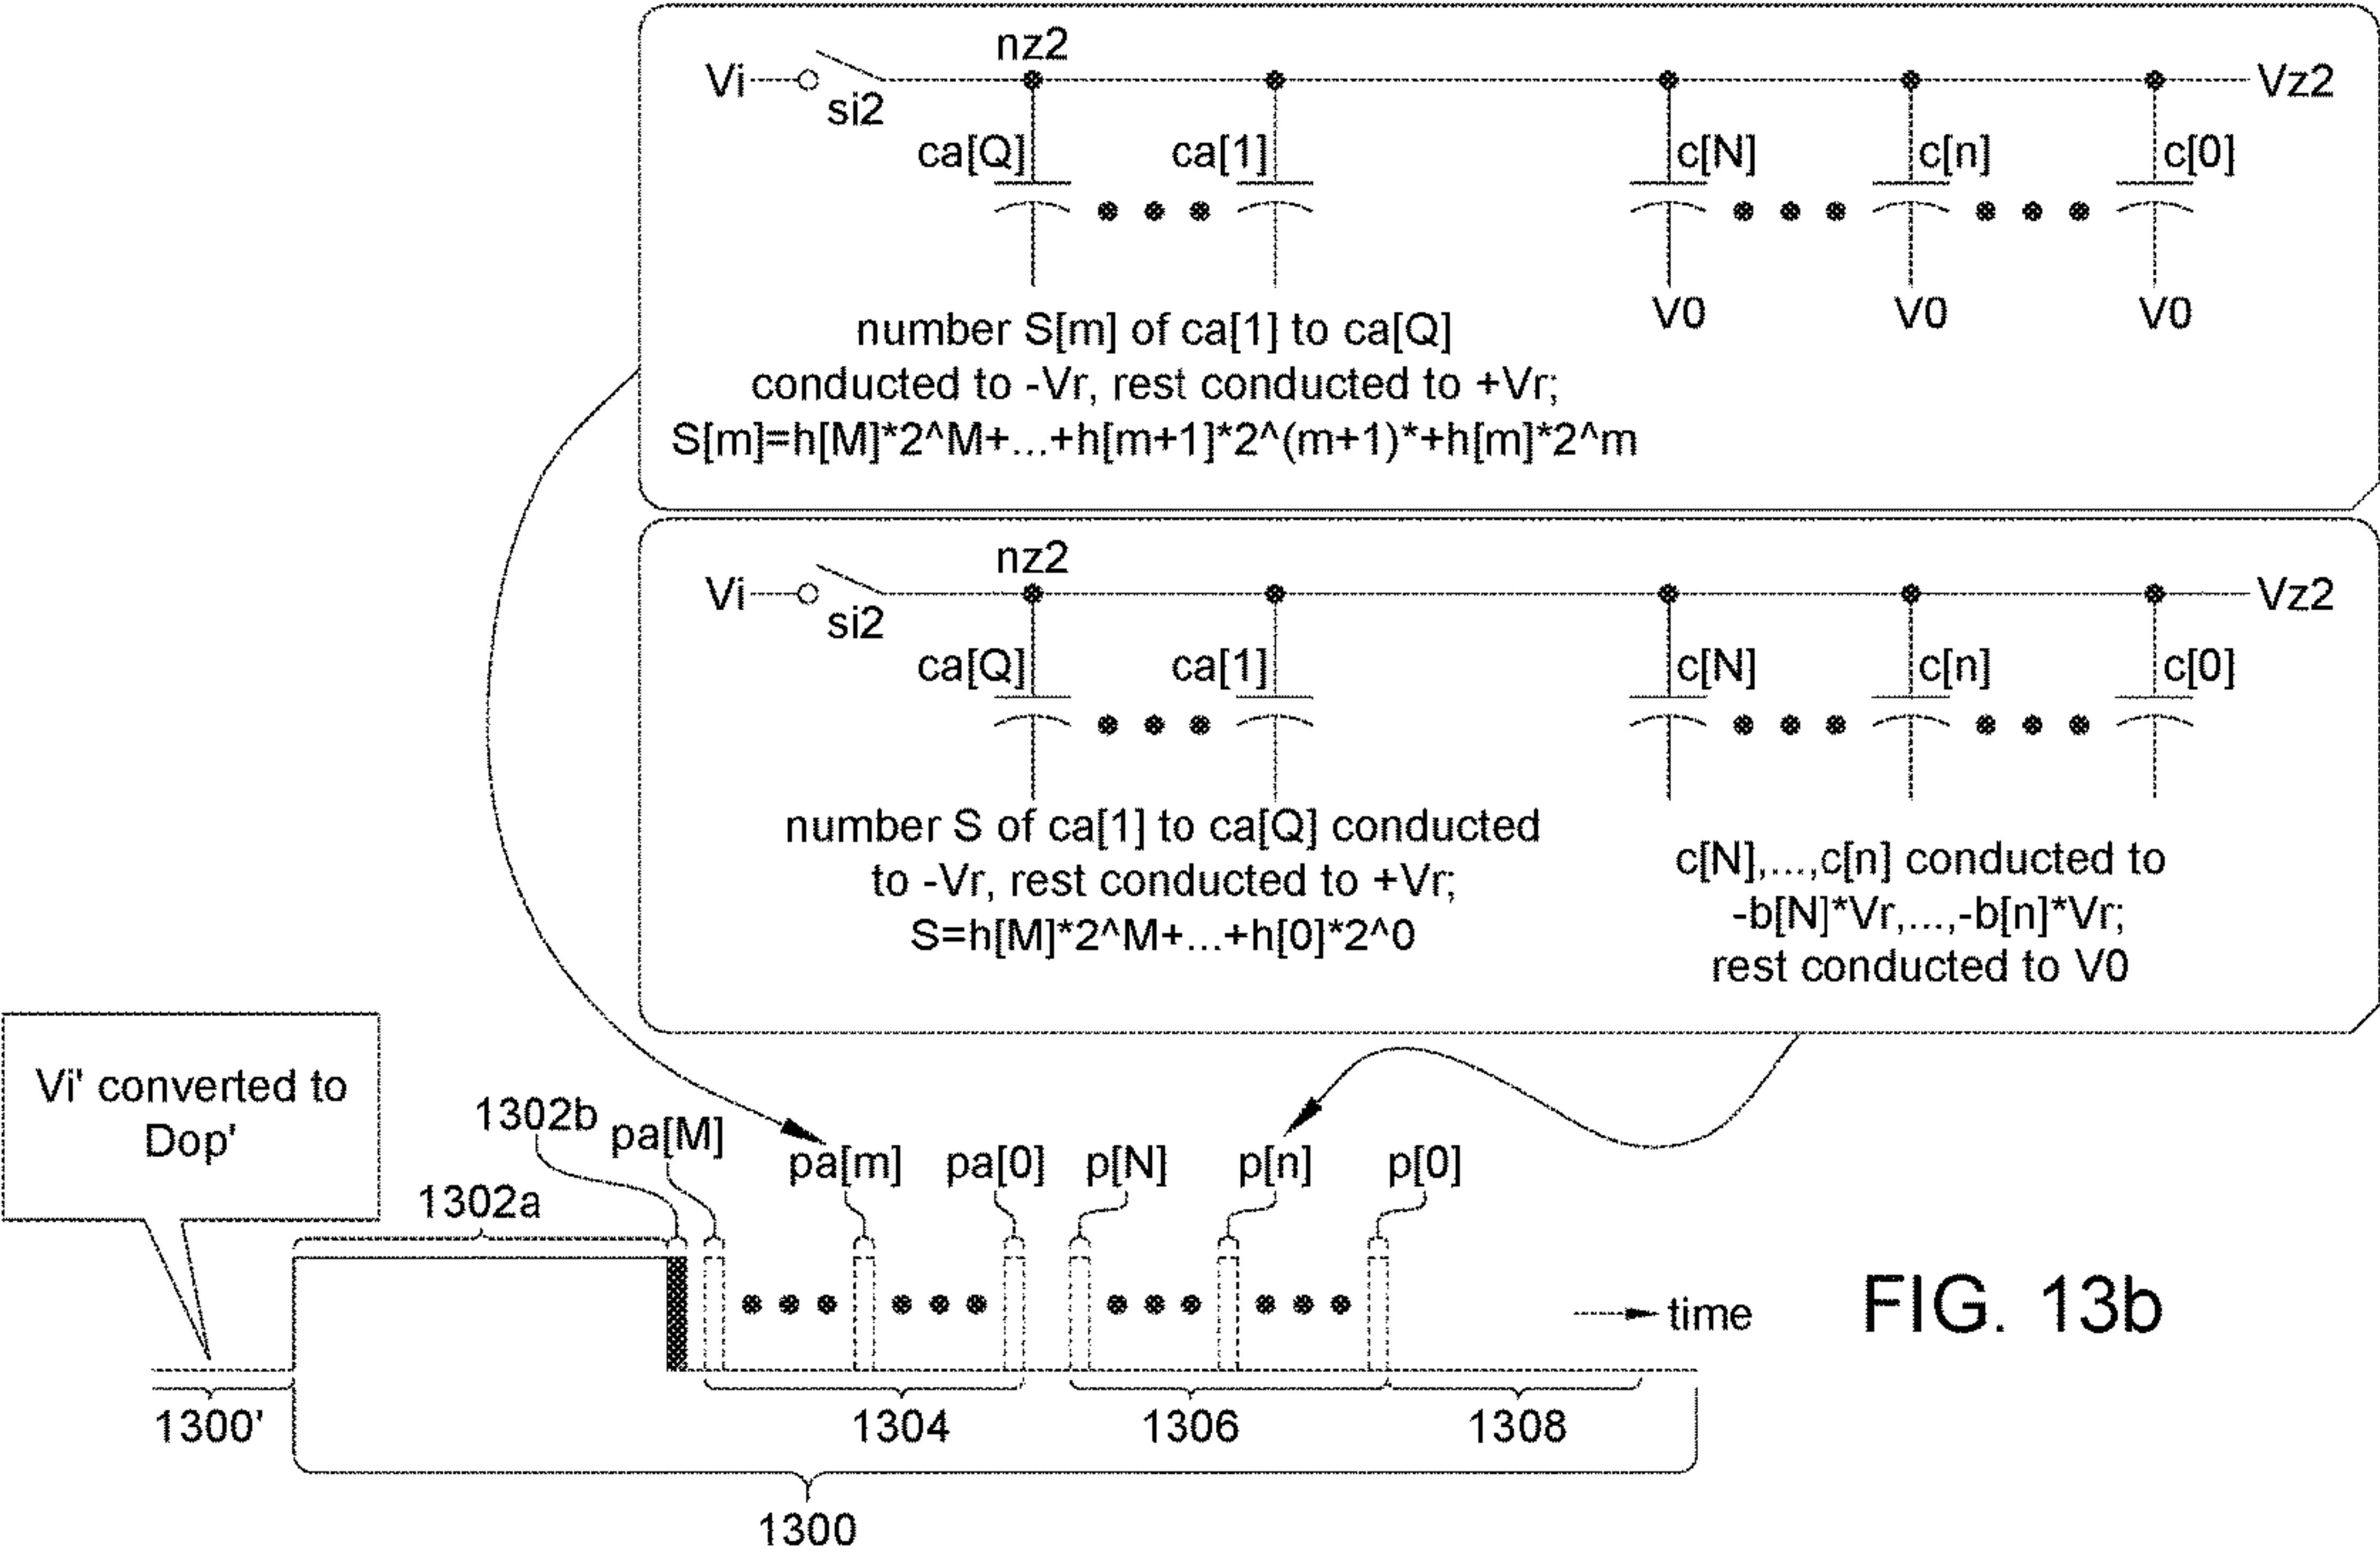 nz2
Vi
si2
Vz2
ca[Q]
ca[1]
c[N]
c[n]
c[0]
V0
V0
V0
number S[m] of ca[1] to ca[Q]
conducted to -Vr, rest conducted to +Vr;
S[m]=h[M]*2^M+...+h[m+1]*2^(m+1)*+h[m]*2^m
nz2
Vi
si2
Vz2
ca[Q]
ca[1]
c[N]
c[n]
c[0]
number S of ca[1] to ca[Q] conducted
to -Vr, rest conducted to +Vr;
S=h[M]*2^M+...+h[0]*2^0
c[N],...,c[n] conducted to
-b[N]*Vr,...,-b[n]*Vr;
rest conducted to V0
Vi' converted to
Dop'
1302a
1302b
pa[M]
pa[m]
pa[0]
p[N]
p[n]
p[0]
time
FIG. 13b
1300'
1304
1306
1308
1300